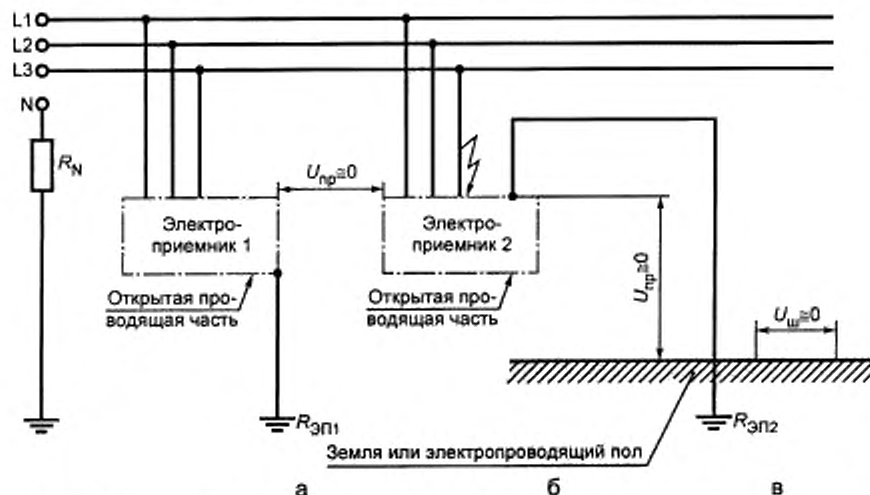 L1
L2
L3
N
R_N
U_пр≅0
Электро-
приемник 1
Электро-
приемник 2
U_пр≅0
Открытая про-
водящая часть
Открытая про-
водящая часть
U_ш≅0
R_ЭП1
R_ЭП2
Земля или электропроводящий пол
а
б
в